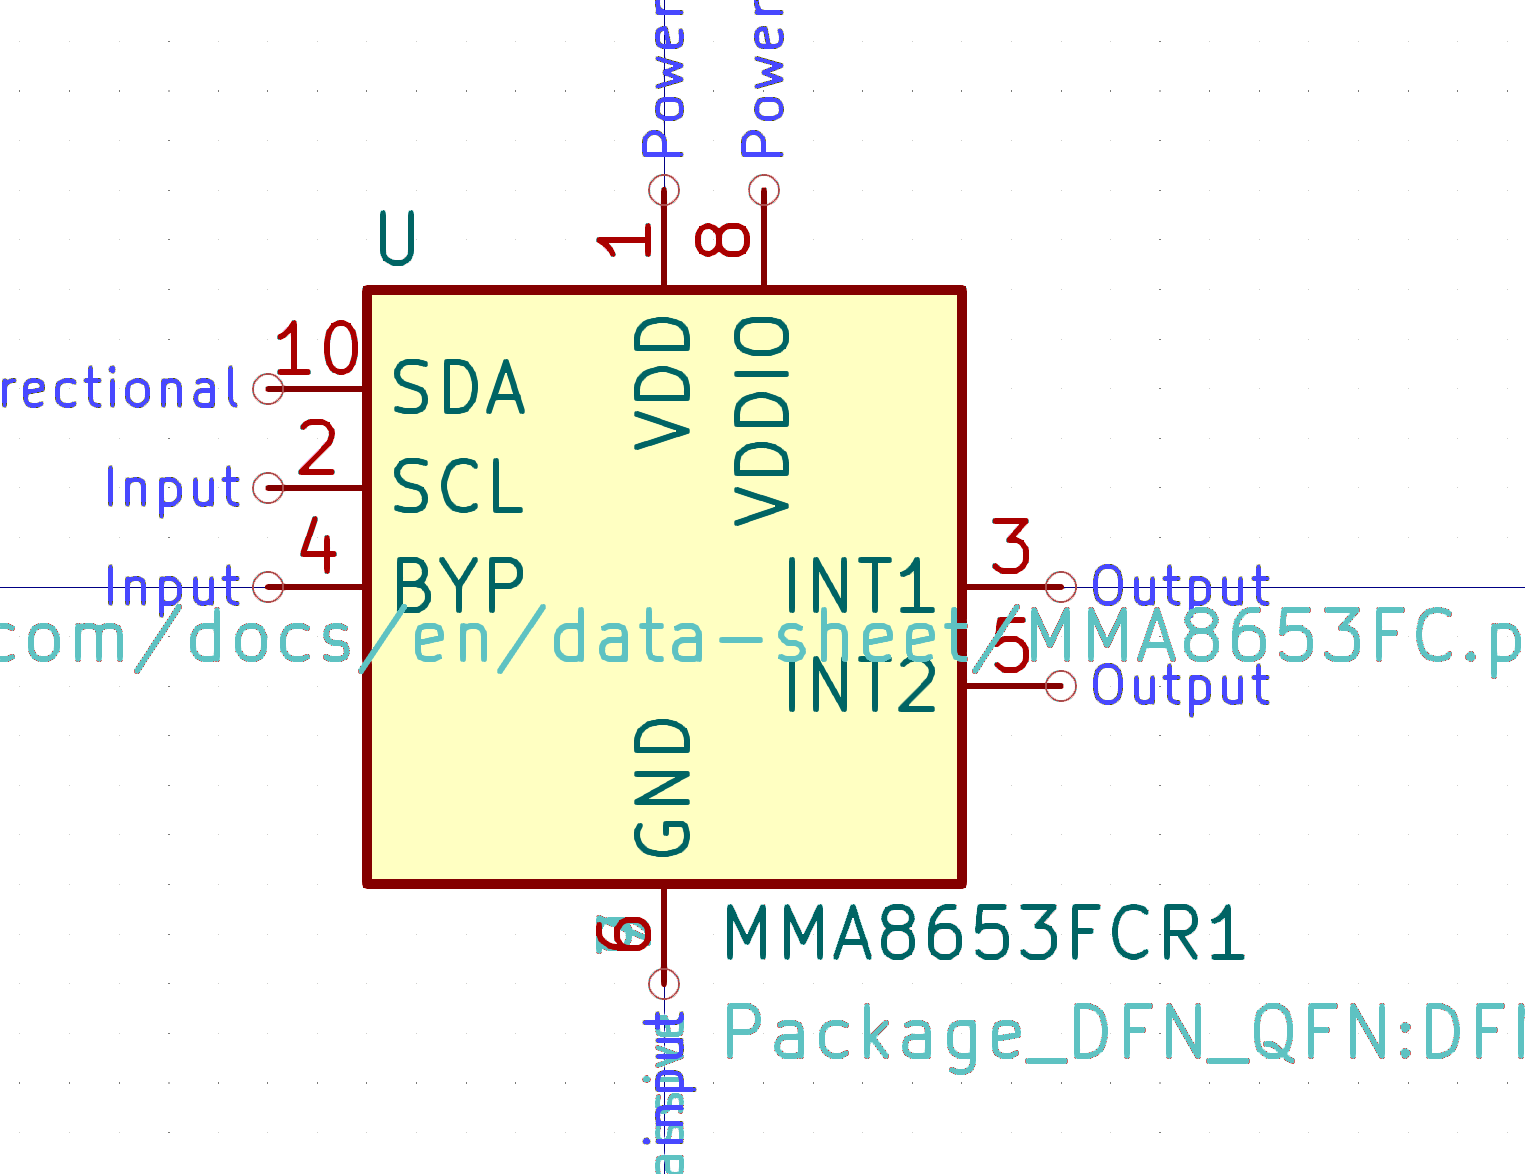 Power
Power
U
1
8
10
rectional
SDA
VDD
VDDIO
2
Input
SCL
4
Input
BYP
3
INT1
Output
com/docs/en/data-sheet/MMA8653FC.p
5
INT2
Output
GND
6
MMA8653FCR1
input
Package_DFN_QFN:DFN